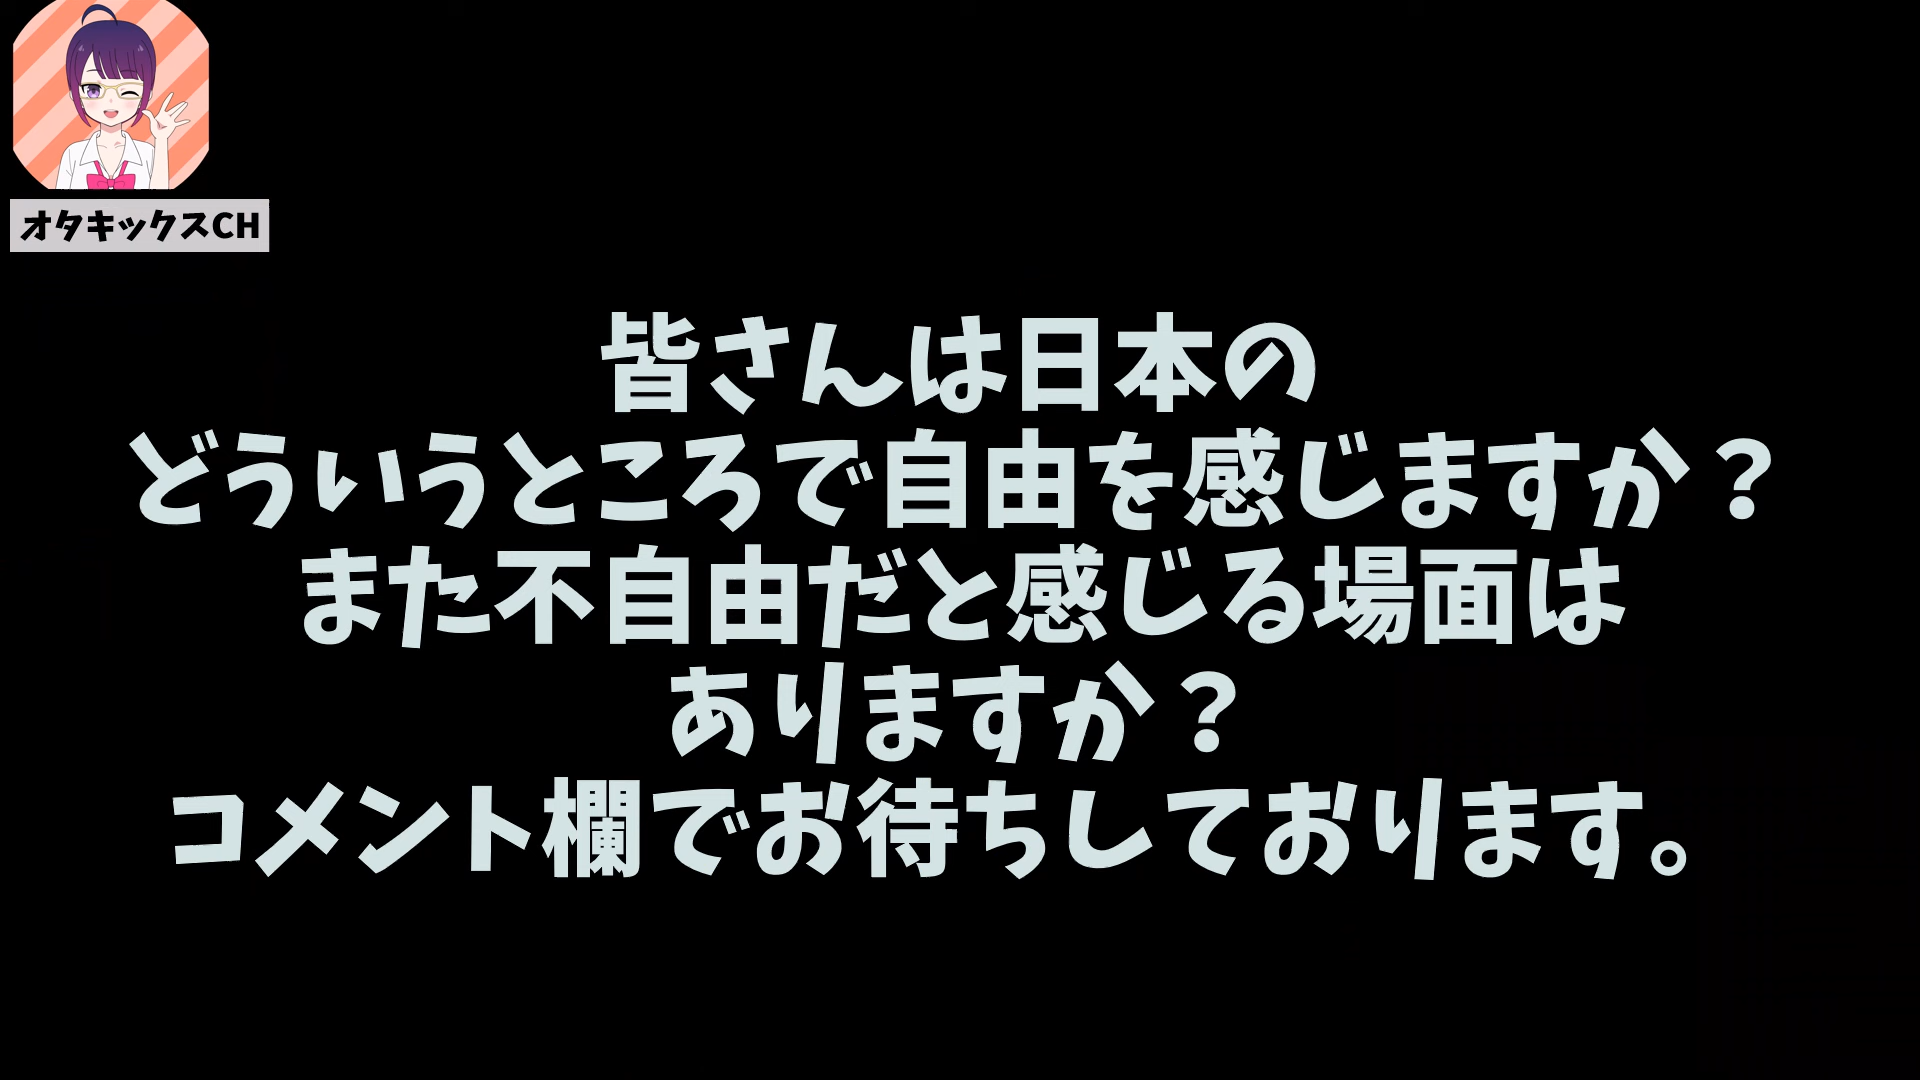 オタキックスCH
皆さんは日本の
どういうところで自由を感じますか？
また不自由だと感じる場面は
ありますか？
コメント欄でお待ちしております。